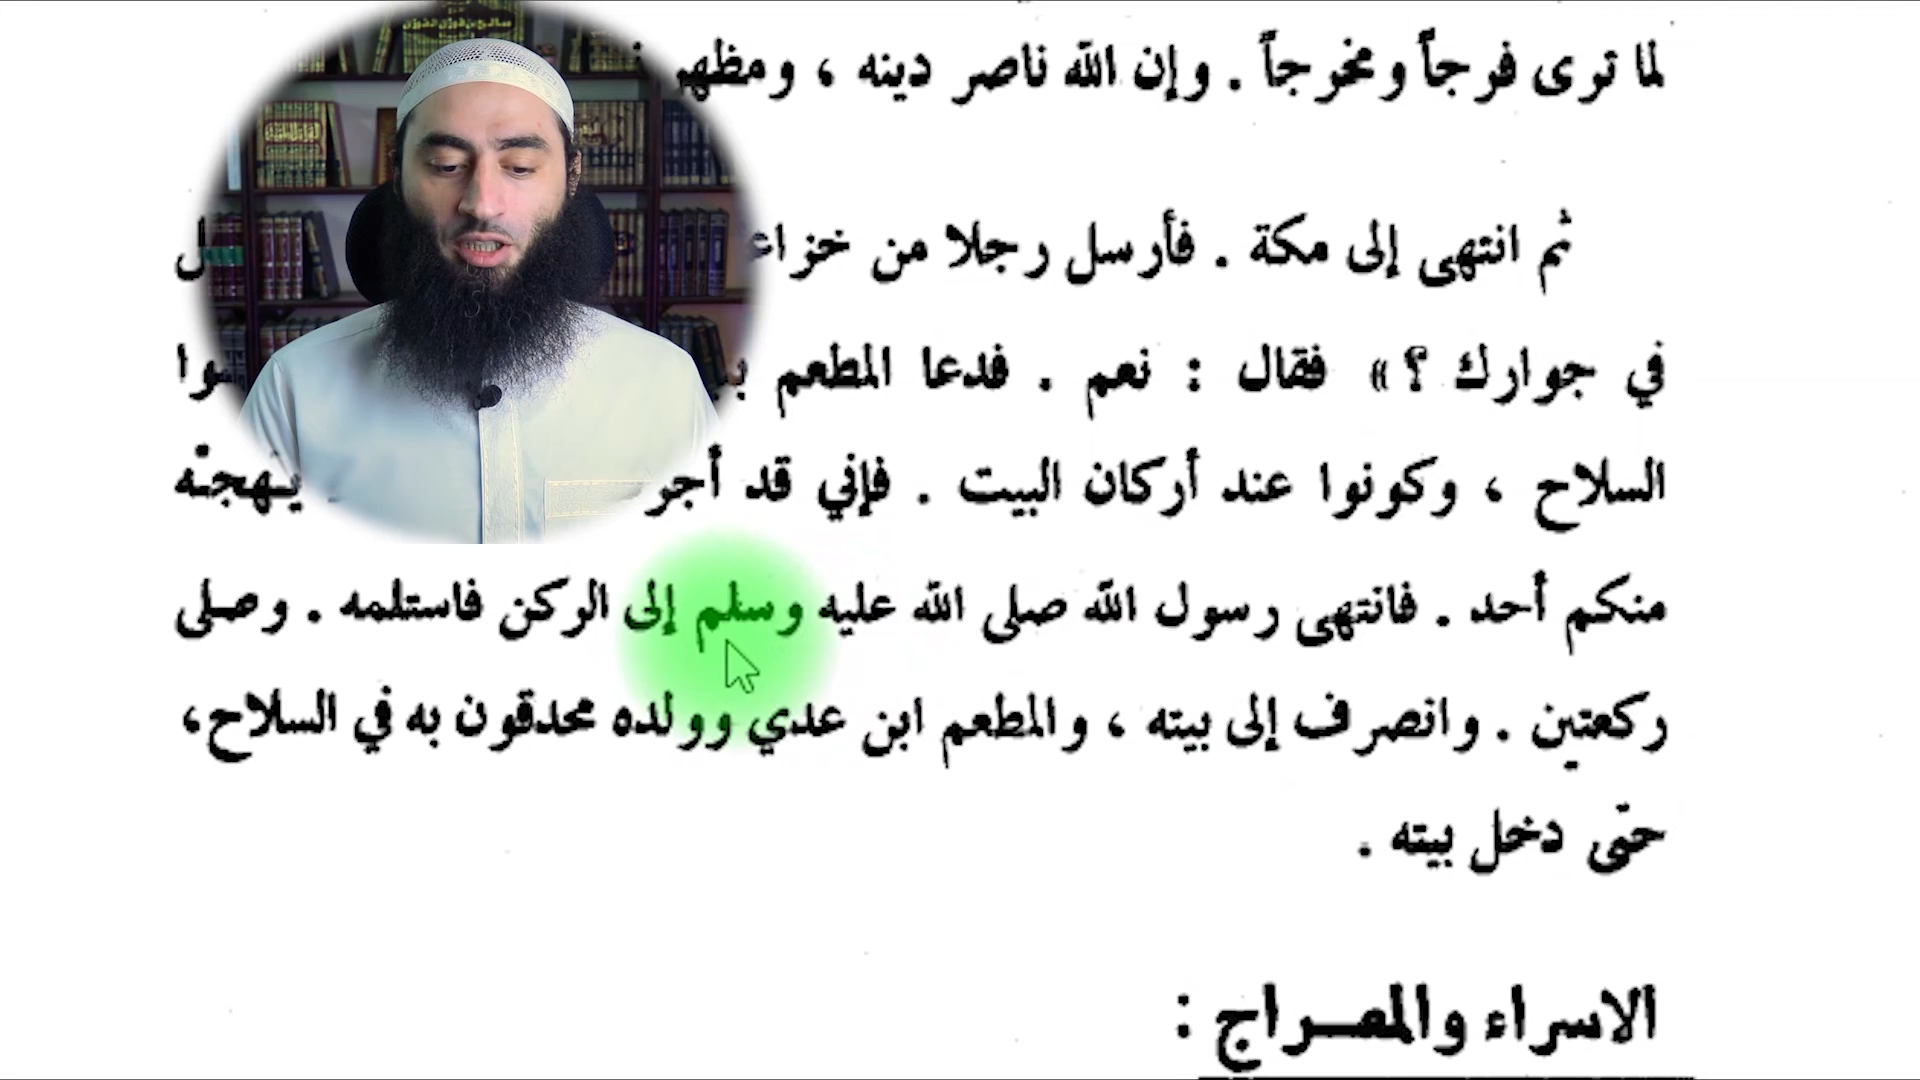 لما ترى فرجاً ومخرجاً . وإن الله ناصر دينه ، ومظهر
ثم انتهى إلى مكة . فأرسل رجلا من
في جوارك ؟ » فقال : نعم . فدعا المطعم
السلاح ، وكونوا عند أركان البيت . فإني قد يهجه
منكم أحد . فانتهى رسول الله صلى الله عليه وسلم إلى الركن فاستلمه . وصلى
ركعتين . وانصرف إلى بيته ، والمطعم ابن عدي وولده محدقون به في السلاح،
حتى دخل بيته .
الاسراء والمعراج :